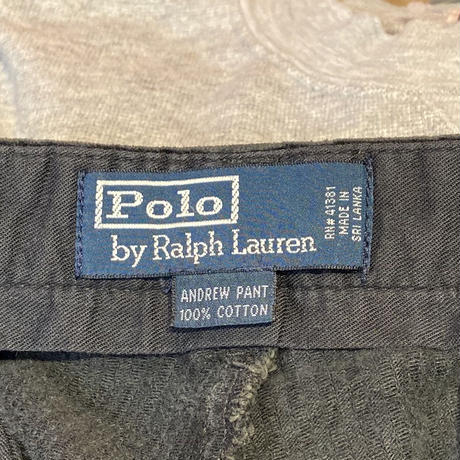 Polo
by Ralph Lauren
RN# 41381
MADE IN
SRI LANKA
ANDREW PANT
100% COTTON